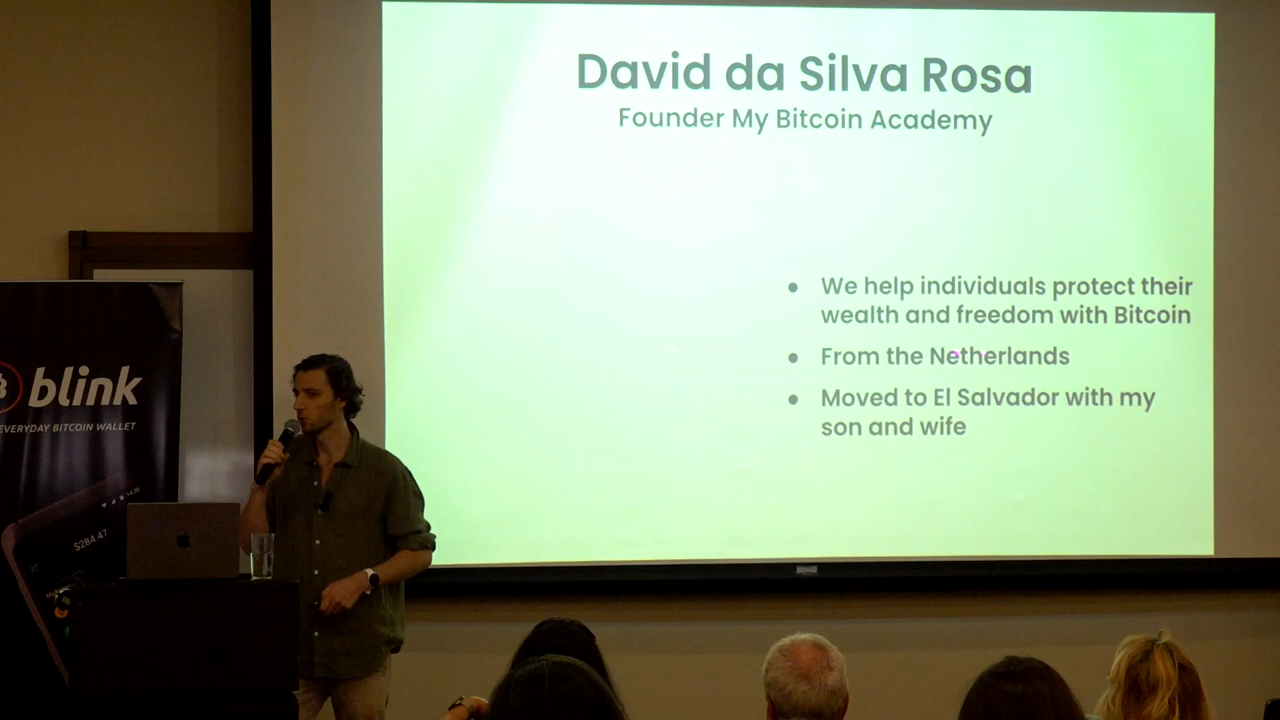 David da Silva Rosa
Founder My Bitcoin Academy
● We help individuals protect their
wealth and freedom with Bitcoin
● From the Netherlands
● Moved to El Salvador with my
son and wife
blink
EVERYDAY BITCOIN WALLET
$284.47